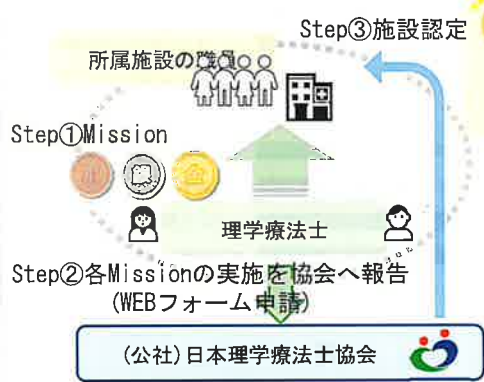 Step③施設認定
所属施設の職員
Step①Mission
銅
銀
金
理学療法士
Step②各Missionの実施を協会へ報告
(WEBフォーム申請)
(公社)日本理学療法士協会